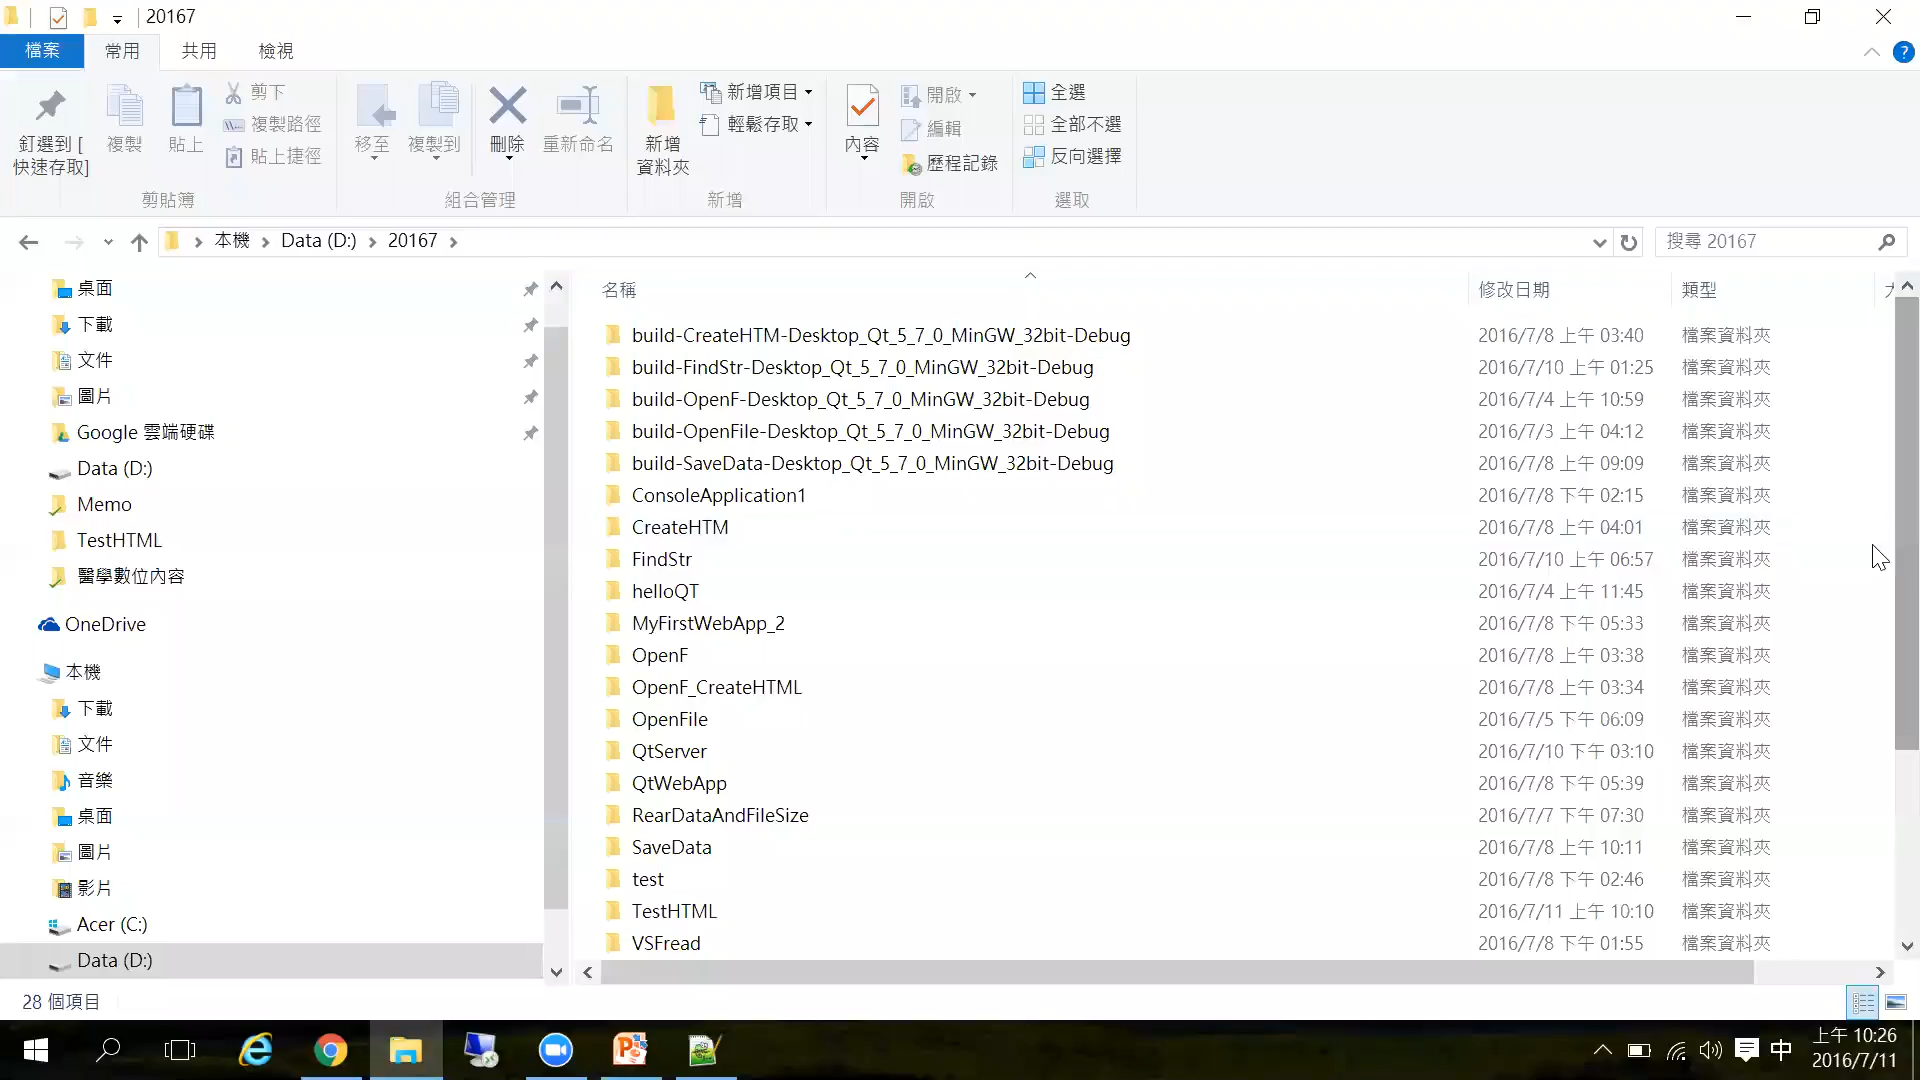 20167
檔案 常用 共用 檢視
釘選到 [
快速存取]
複製
貼上
剪下
複製路徑
貼上捷徑
剪貼簿
移至
複製到
刪除
重新命名
組合管理
新增
資料夾
新增項目
輕鬆存取
新增
內容
開啟
編輯
歷程記錄
開啟
全選
全部不選
反向選擇
選取
本機 Data (D:) 20167
搜尋 20167
桌面
下載
文件
圖片
Google 雲端硬碟
Data (D:)
Memo
TestHTML
醫學數位內容
OneDrive
本機
下載
文件
音樂
桌面
圖片
影片
Acer (C:)
Data (D:)
名稱 修改日期 類型
build-CreateHTM-Desktop_Qt_5_7_0_MinGW_32bit-Debug 2016/7/8 上午 03:40 檔案資料夾
build-FindStr-Desktop_Qt_5_7_0_MinGW_32bit-Debug 2016/7/10 上午 01:25 檔案資料夾
build-OpenF-Desktop_Qt_5_7_0_MinGW_32bit-Debug 2016/7/4 上午 10:59 檔案資料夾
build-OpenFile-Desktop_Qt_5_7_0_MinGW_32bit-Debug 2016/7/3 上午 04:12 檔案資料夾
build-SaveData-Desktop_Qt_5_7_0_MinGW_32bit-Debug 2016/7/8 上午 09:09 檔案資料夾
ConsoleApplication1 2016/7/8 下午 02:15 檔案資料夾
CreateHTM 2016/7/8 上午 04:01 檔案資料夾
FindStr 2016/7/10 上午 06:57 檔案資料夾
helloQT 2016/7/4 上午 11:45 檔案資料夾
MyFirstWebApp_2 2016/7/8 下午 05:33 檔案資料夾
OpenF 2016/7/8 上午 03:38 檔案資料夾
OpenF_CreateHTML 2016/7/8 上午 03:34 檔案資料夾
OpenFile 2016/7/5 下午 06:09 檔案資料夾
QtServer 2016/7/10 下午 03:10 檔案資料夾
QtWebApp 2016/7/8 下午 05:39 檔案資料夾
RearDataAndFileSize 2016/7/7 下午 07:30 檔案資料夾
SaveData 2016/7/8 上午 10:11 檔案資料夾
test 2016/7/8 下午 02:46 檔案資料夾
TestHTML 2016/7/11 上午 10:10 檔案資料夾
VSFread 2016/7/8 下午 01:55 檔案資料夾
28 個項目
中
上午 10:26
2016/7/11